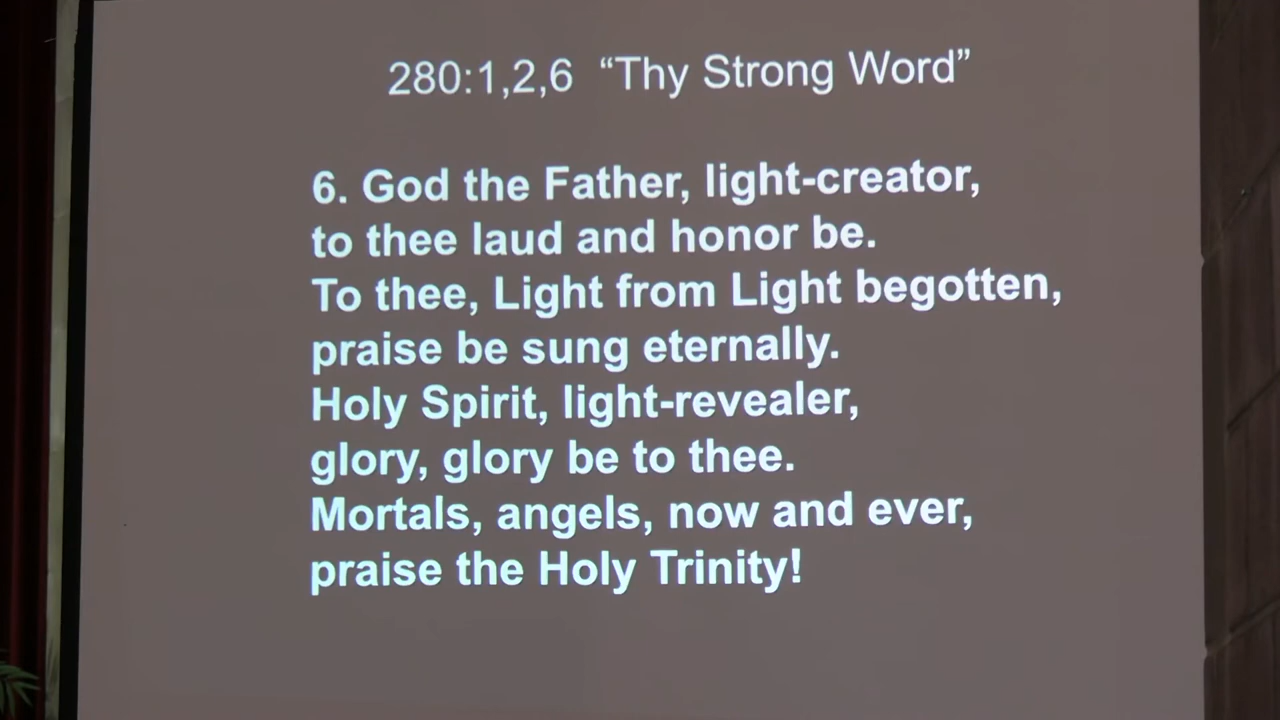 280:1,2,6 “Thy Strong Word”
6. God the Father, light-creator,
to thee laud and honor be.
To thee, Light from Light begotten,
praise be sung eternally.
Holy Spirit, light-revealer,
glory, glory be to thee.
Mortals, angels, now and ever,
praise the Holy Trinity!